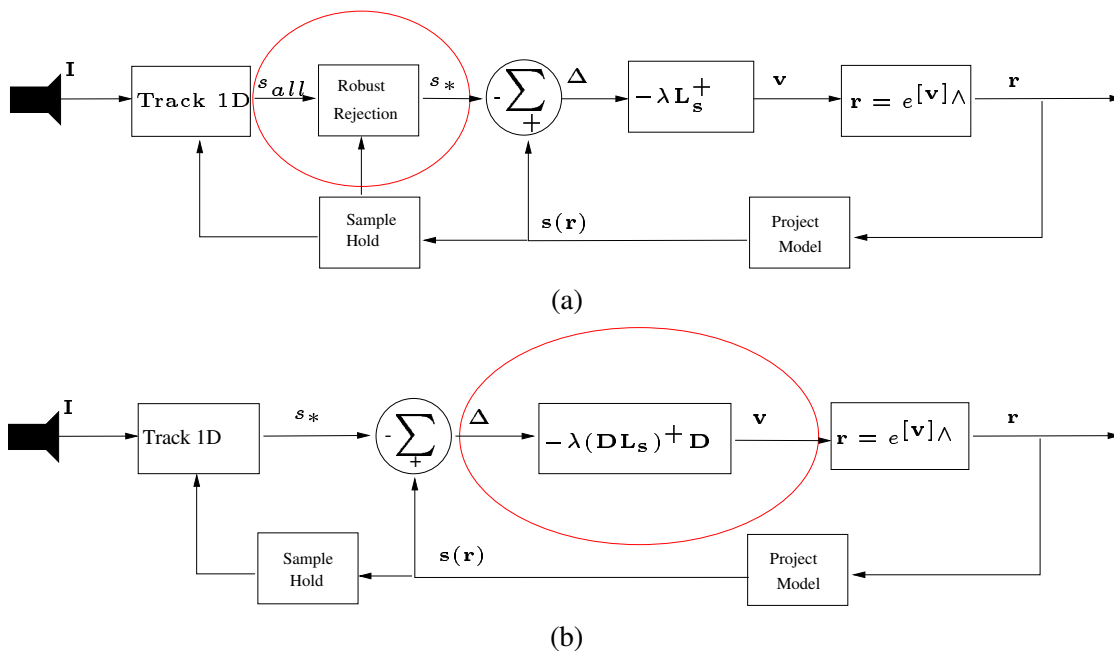 I
Track 1D
s_all
Robust
Rejection
s_*
- ∑ +
Δ
−λL_s^+
v
r = e^{[v]∧}
r
Sample
Hold
s(r)
Project
Model
(a)
I
Track 1D
s_*
- ∑ +
Δ
−λ(DL_s)^+ D
v
r = e^{[v]∧}
r
Sample
Hold
s(r)
Project
Model
(b)